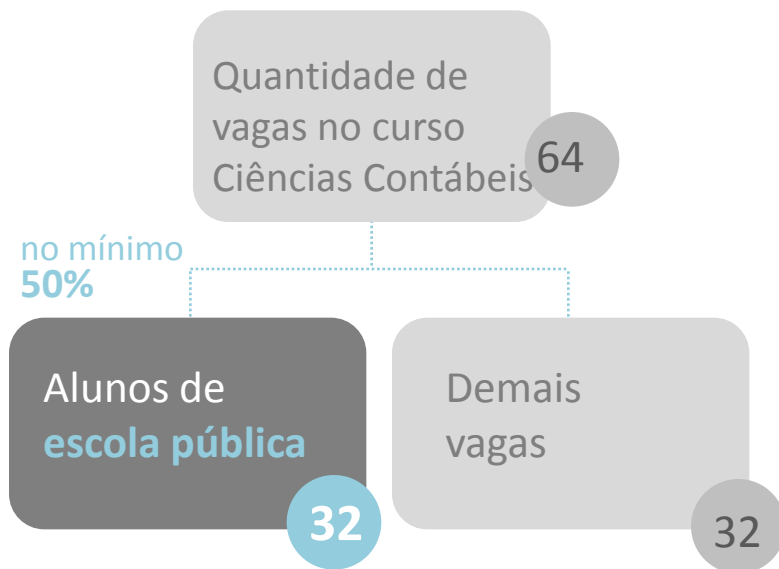 Quantidade de
vagas no curso
Ciências Contábeis
64
no mínimo
50%
Alunos de
escola pública
32
Demais
vagas
32